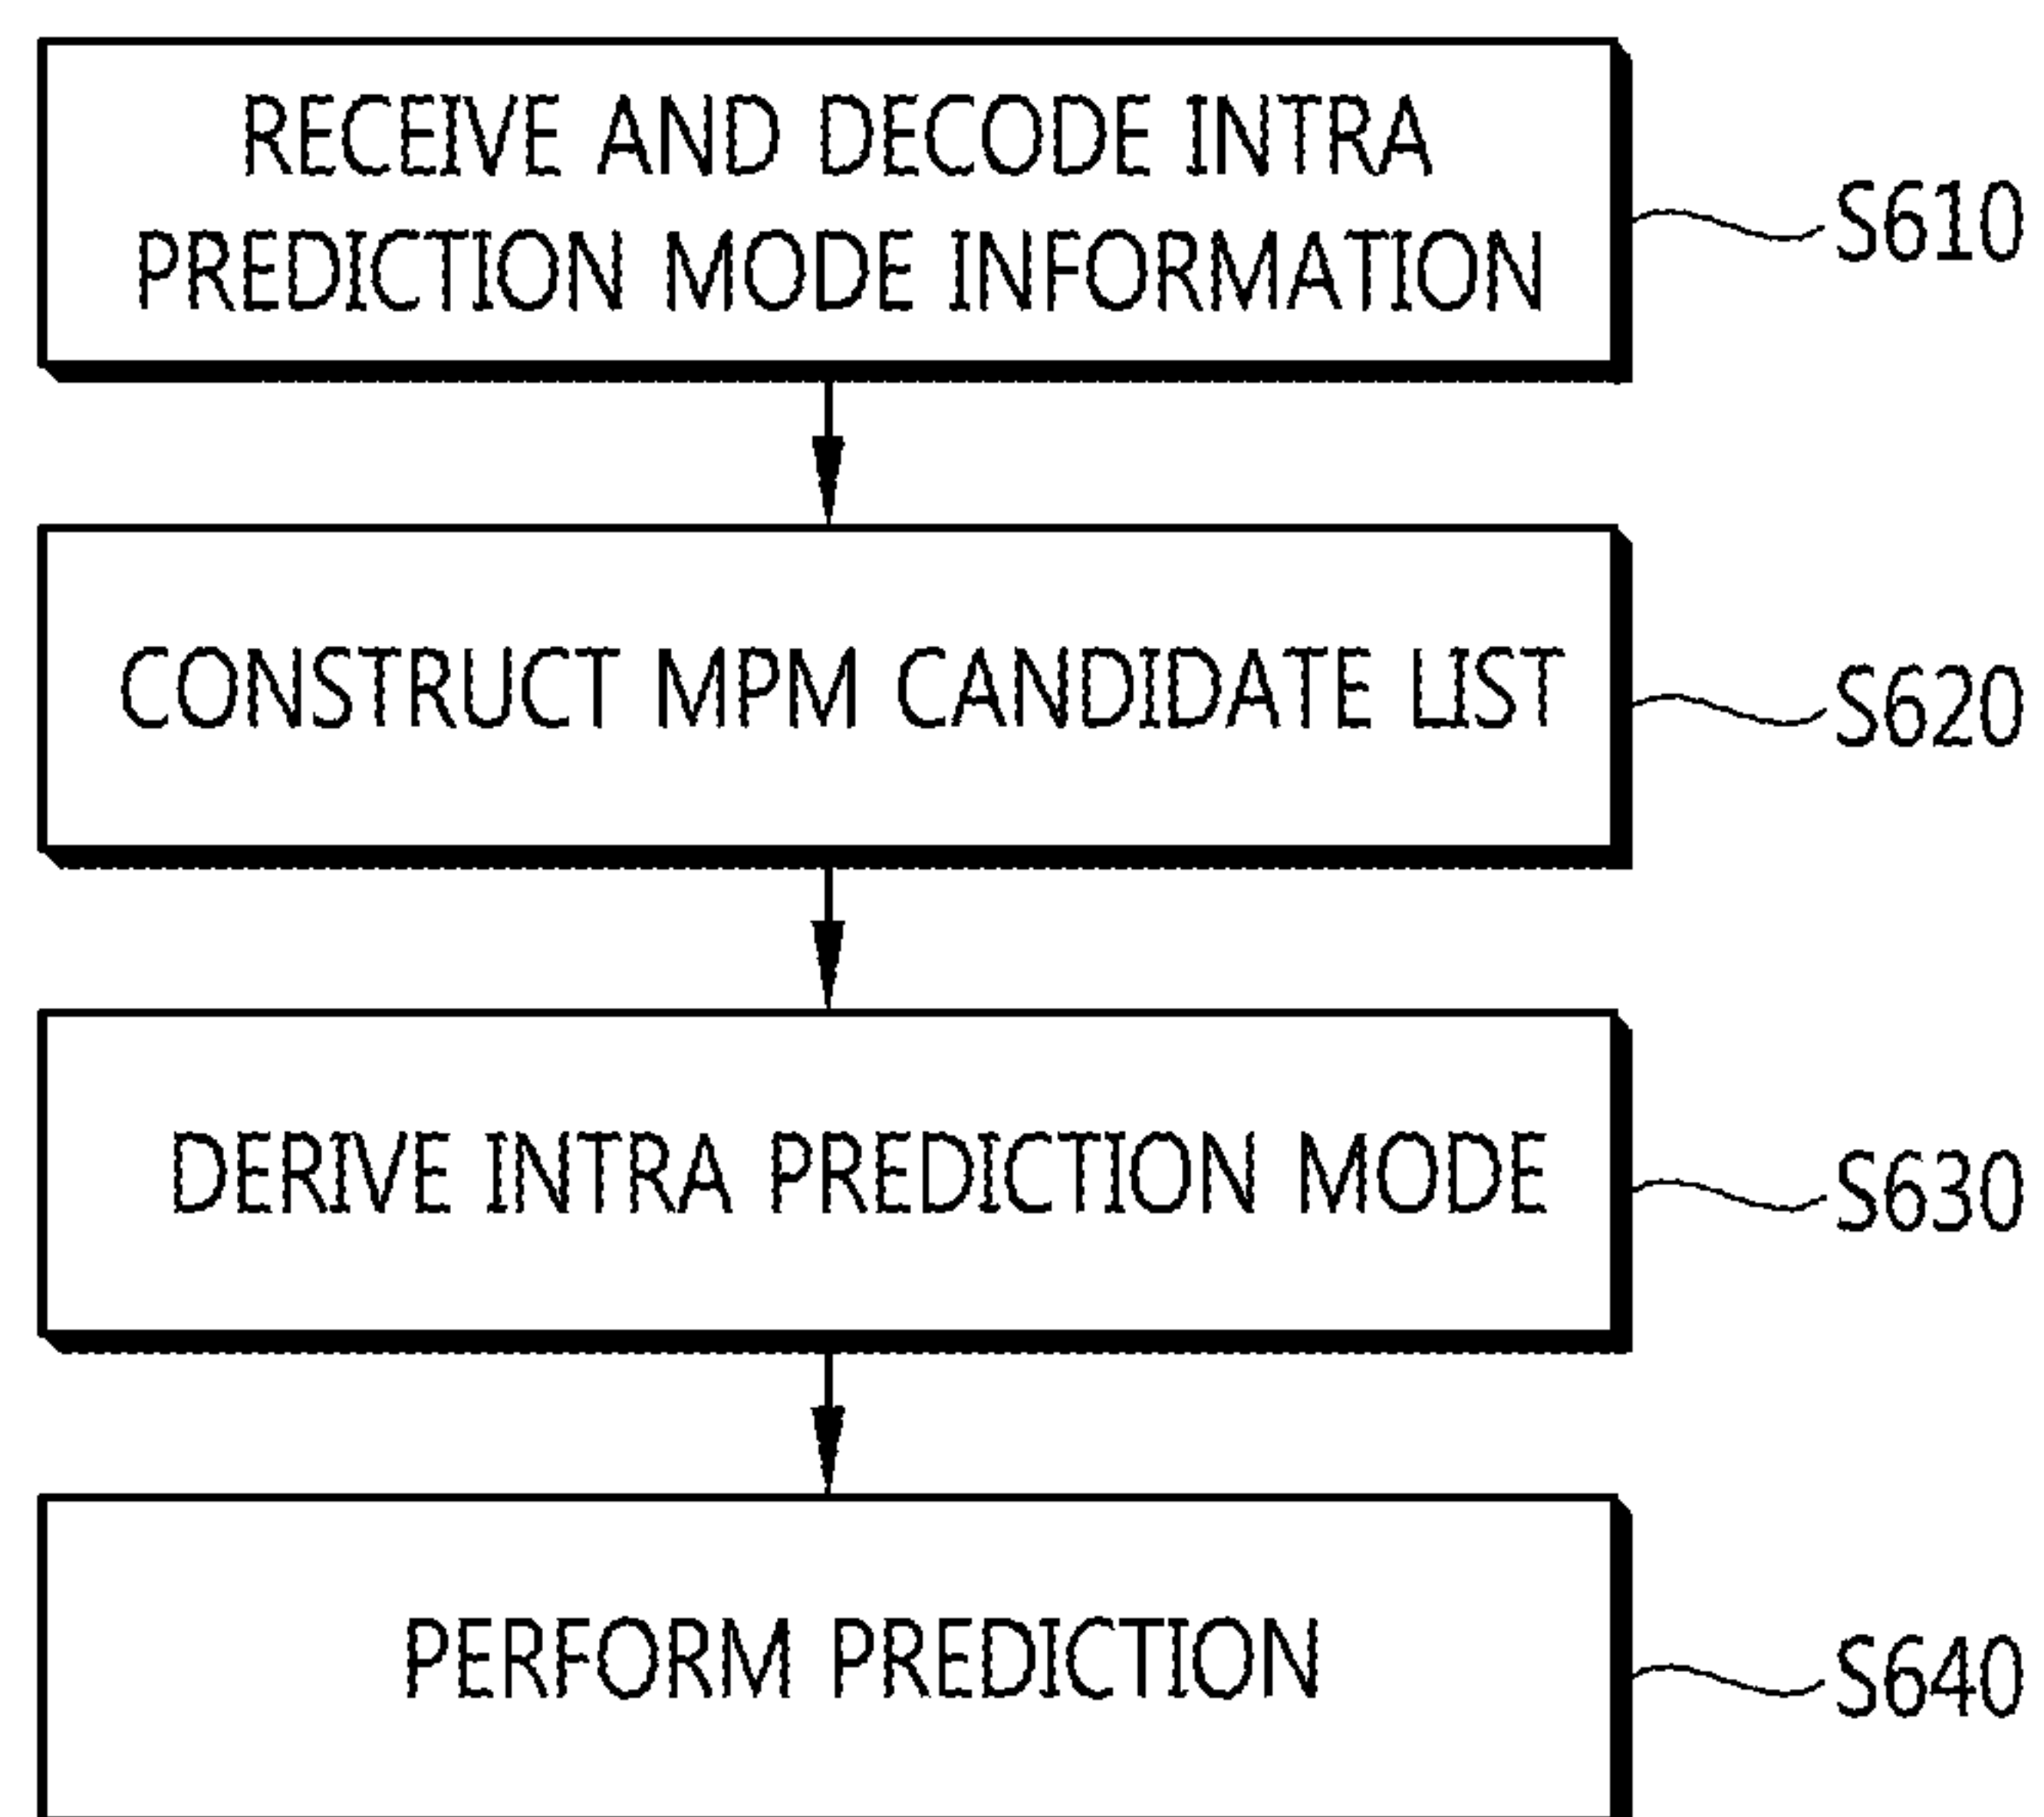 RECEIVE AND DECODE INTRA
PREDICTION MODE INFORMATION
S610
CONSTRUCT MPM CANDIDATE LIST
S620
DERIVE INTRA PREDICTION MODE
S630
PERFORM PREDICTION
S640